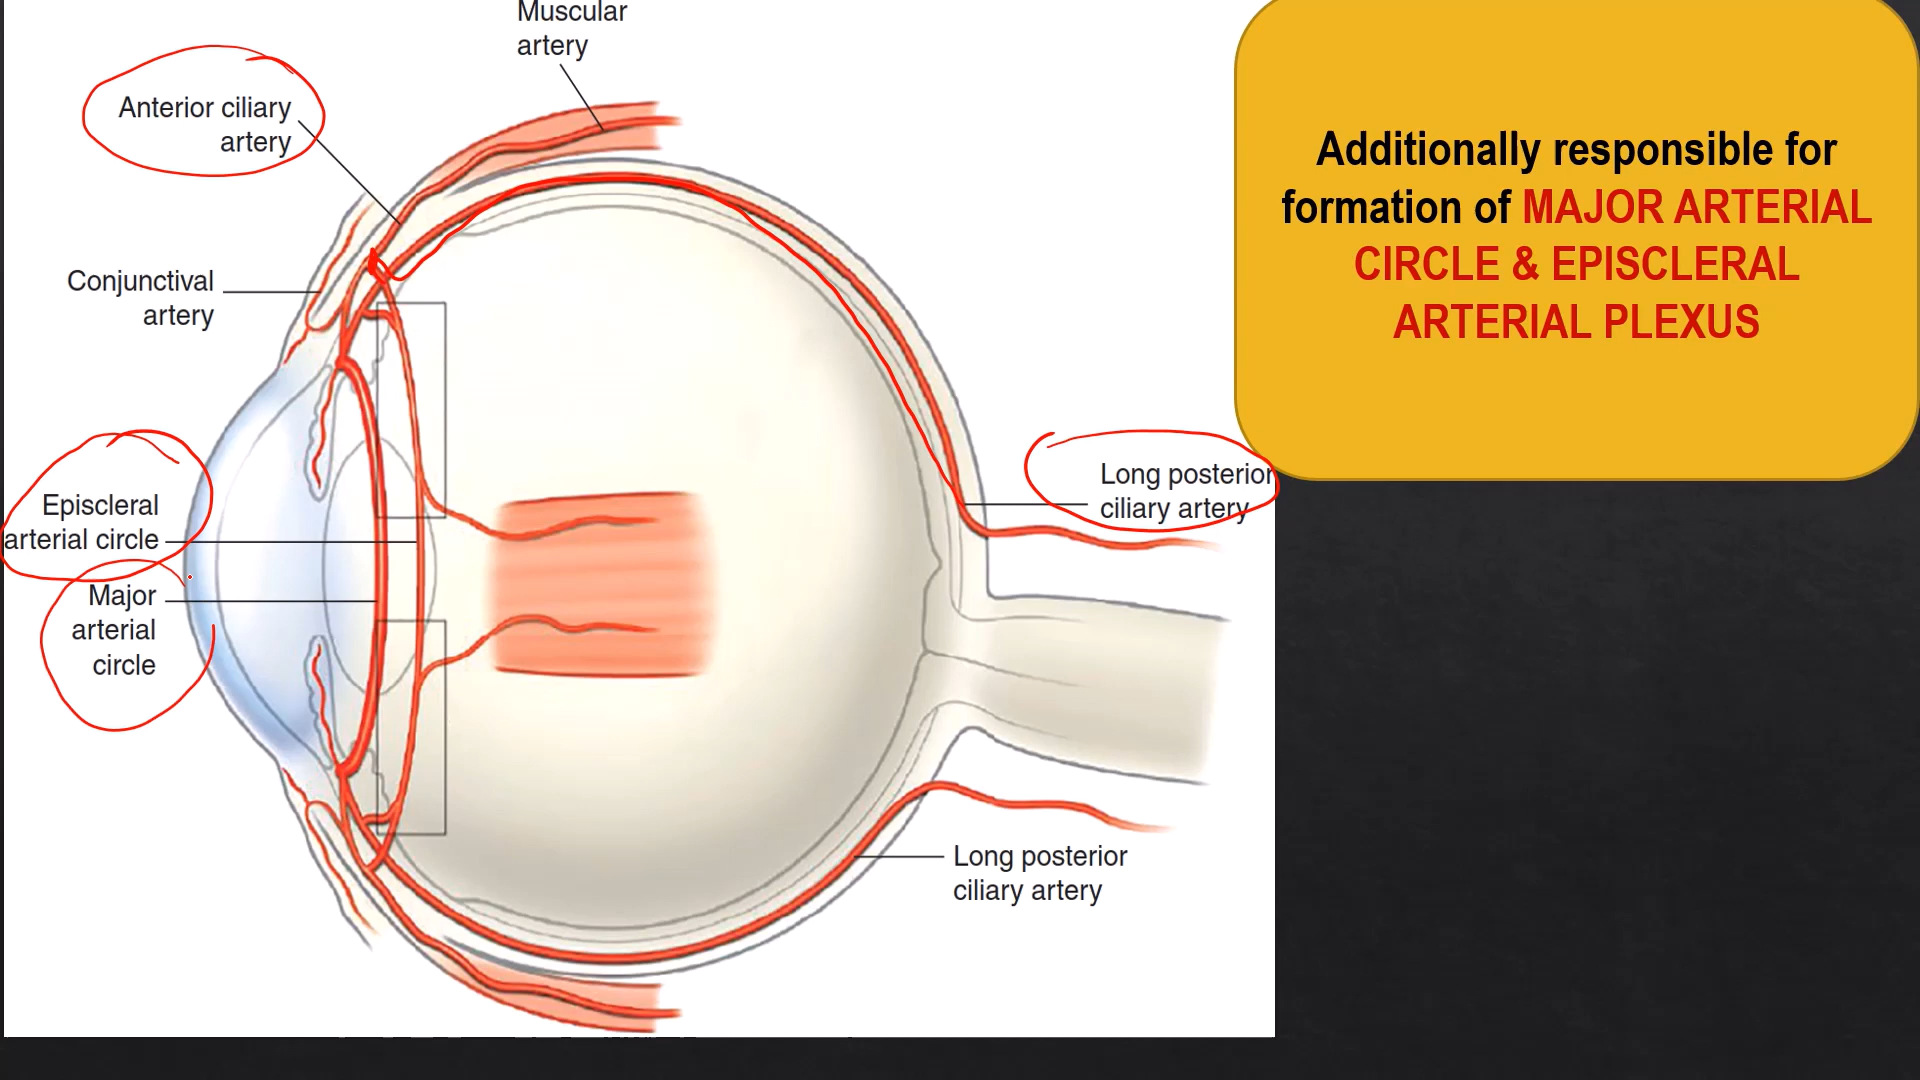 Muscular
artery
Anterior ciliary
artery
Conjunctival
artery
Episcleral
arterial circle
Major
arterial
circle
Long posterior
ciliary artery
Long posterior
ciliary artery
Additionally responsible for
formation of MAJOR ARTERIAL
CIRCLE & EPISCLERAL
ARTERIAL PLEXUS